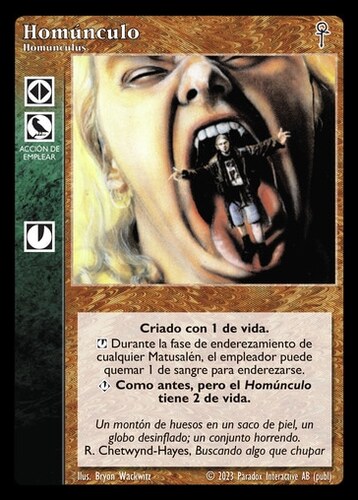 Homúnculo
Homunculus
ACCIÓN DE
EMPLEAR
Criado con 1 de vida.
Durante la fase de enderezamiento de
cualquier Matusalén, el empleador puede
quemar 1 de sangre para enderezarse.
Como antes, pero el Homúnculo
tiene 2 de vida.
Un montón de huesos en un saco de piel, un
globo desinflado; un conjunto horrendo.
R. Chetwynd-Hayes, Buscando algo que chupar
Ilus. Bryon Wackwitz
© 2023 Paradox Interactive AB (publ)